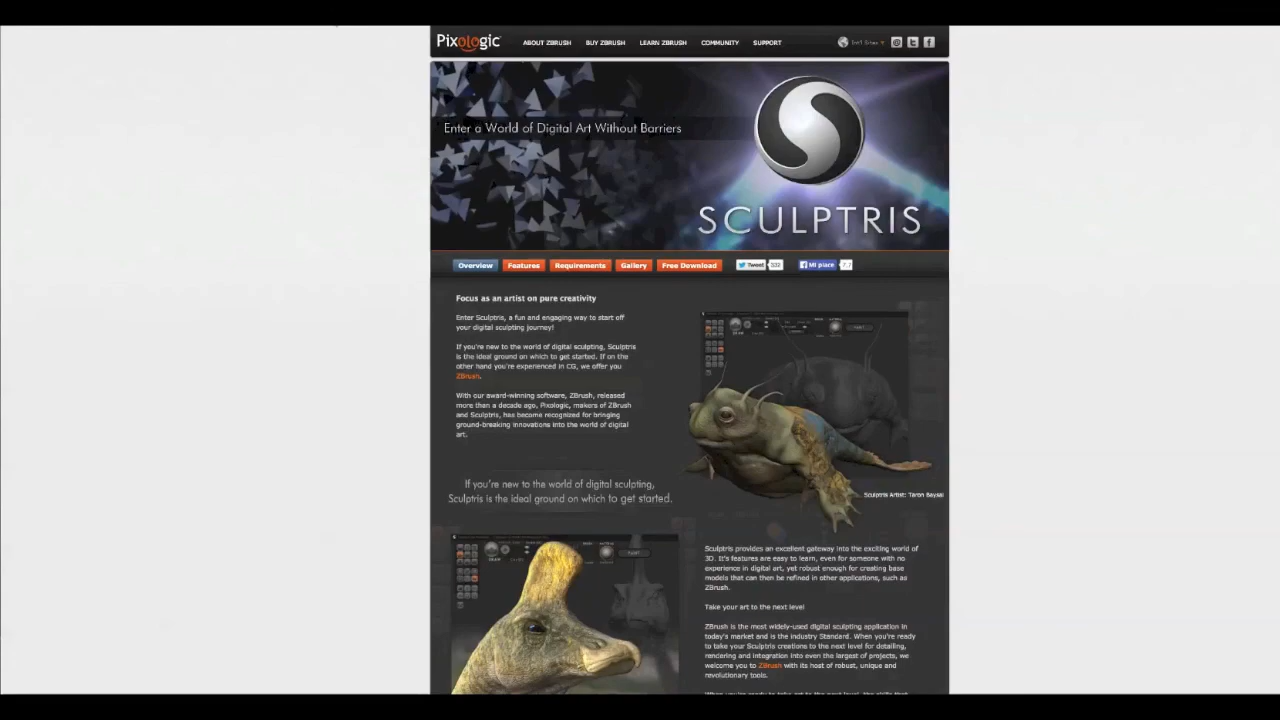 Pixologic
ABOUT ZBRUSH BUY ZBRUSH LEARN ZBRUSH COMMUNITY SUPPORT
Int'l Sites
Enter a World of Digital Art Without Barriers
SCULPTRIS
Overview Features Requirements Gallery Free Download Tweet 332 Mi piace
Focus as an artist on pure creativity
Enter Sculptris, a fun and engaging way to start off
your digital sculpting journey!
If you're new to the world of digital sculpting, Sculptris
is the ideal ground on which to get started. If on the
other hand you're experienced in CG, we offer you
ZBrush.
With our award-winning software, ZBrush, released
more than a decade ago, Pixologic, makers of ZBrush
and Sculptris, has become recognized for bringing
ground-breaking innovations into the world of digital
art.
Sculptris Artist: Taron Baysal
If you're new to the world of digital sculpting,
Sculptris is the ideal ground on which to get started.
Sculptris provides an excellent gateway into the exciting world of
3D. It's features are easy to learn, even for someone with no
experience in digital art, yet robust enough for creating base
models that can then be refined in other applications, such as
ZBrush.
Take your art to the next level
ZBrush is the most widely-used digital sculpting application in
today's market and is the industry Standard. When you're ready
to take your Sculptris creations to the next level for detailing,
rendering and integration into even the largest of projects, we
welcome you to ZBrush with its host of robust, unique and
revolutionary tools.